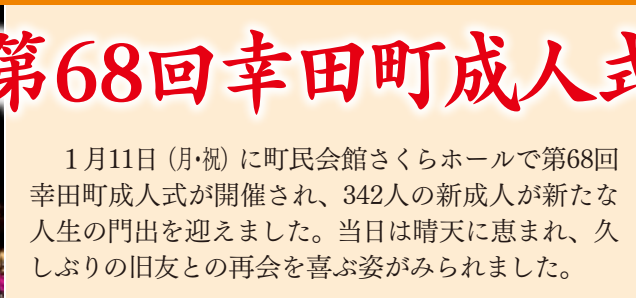 第68回幸田町成人式
　1月11日（月・祝）に町民会館さくらホールで第68回
幸田町成人式が開催され、342人の新成人が新たな
人生の門出を迎えました。当日は晴天に恵まれ、久
しぶりの旧友との再会を喜ぶ姿がみられました。